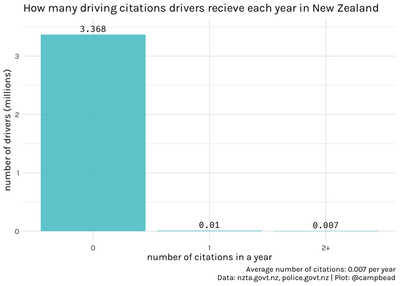 How many driving citations drivers recieve each year in New Zealand
number of drivers (millions)
3
2
1
0
3.368
0.01
0.007
0
1
2+
number of citations in a year
Average number of citations: 0.007 per year
Data: nzta.govt.nz, police.govt.nz | Plot: @campbead